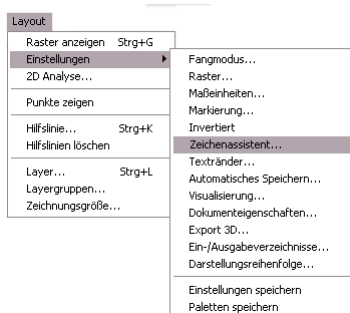 Layout
Raster anzeigen Strg+G
Einstellungen
2D Analyse...
Punkte zeigen
Hilfslinie... Strg+K
Hilfslinien löschen
Layer... Strg+L
Layergruppen...
Zeichnungsgröße...
Fangmodus...
Raster...
Maßeinheiten...
Markierung...
Invertiert
Zeichenassistent...
Textränder...
Automatisches Speichern...
Visualisierung...
Dokumenteigenschaften...
Export 3D...
Ein-/Ausgabeverzeichnisse...
Darstellungsreihenfolge...
Einstellungen speichern
Paletten speichern